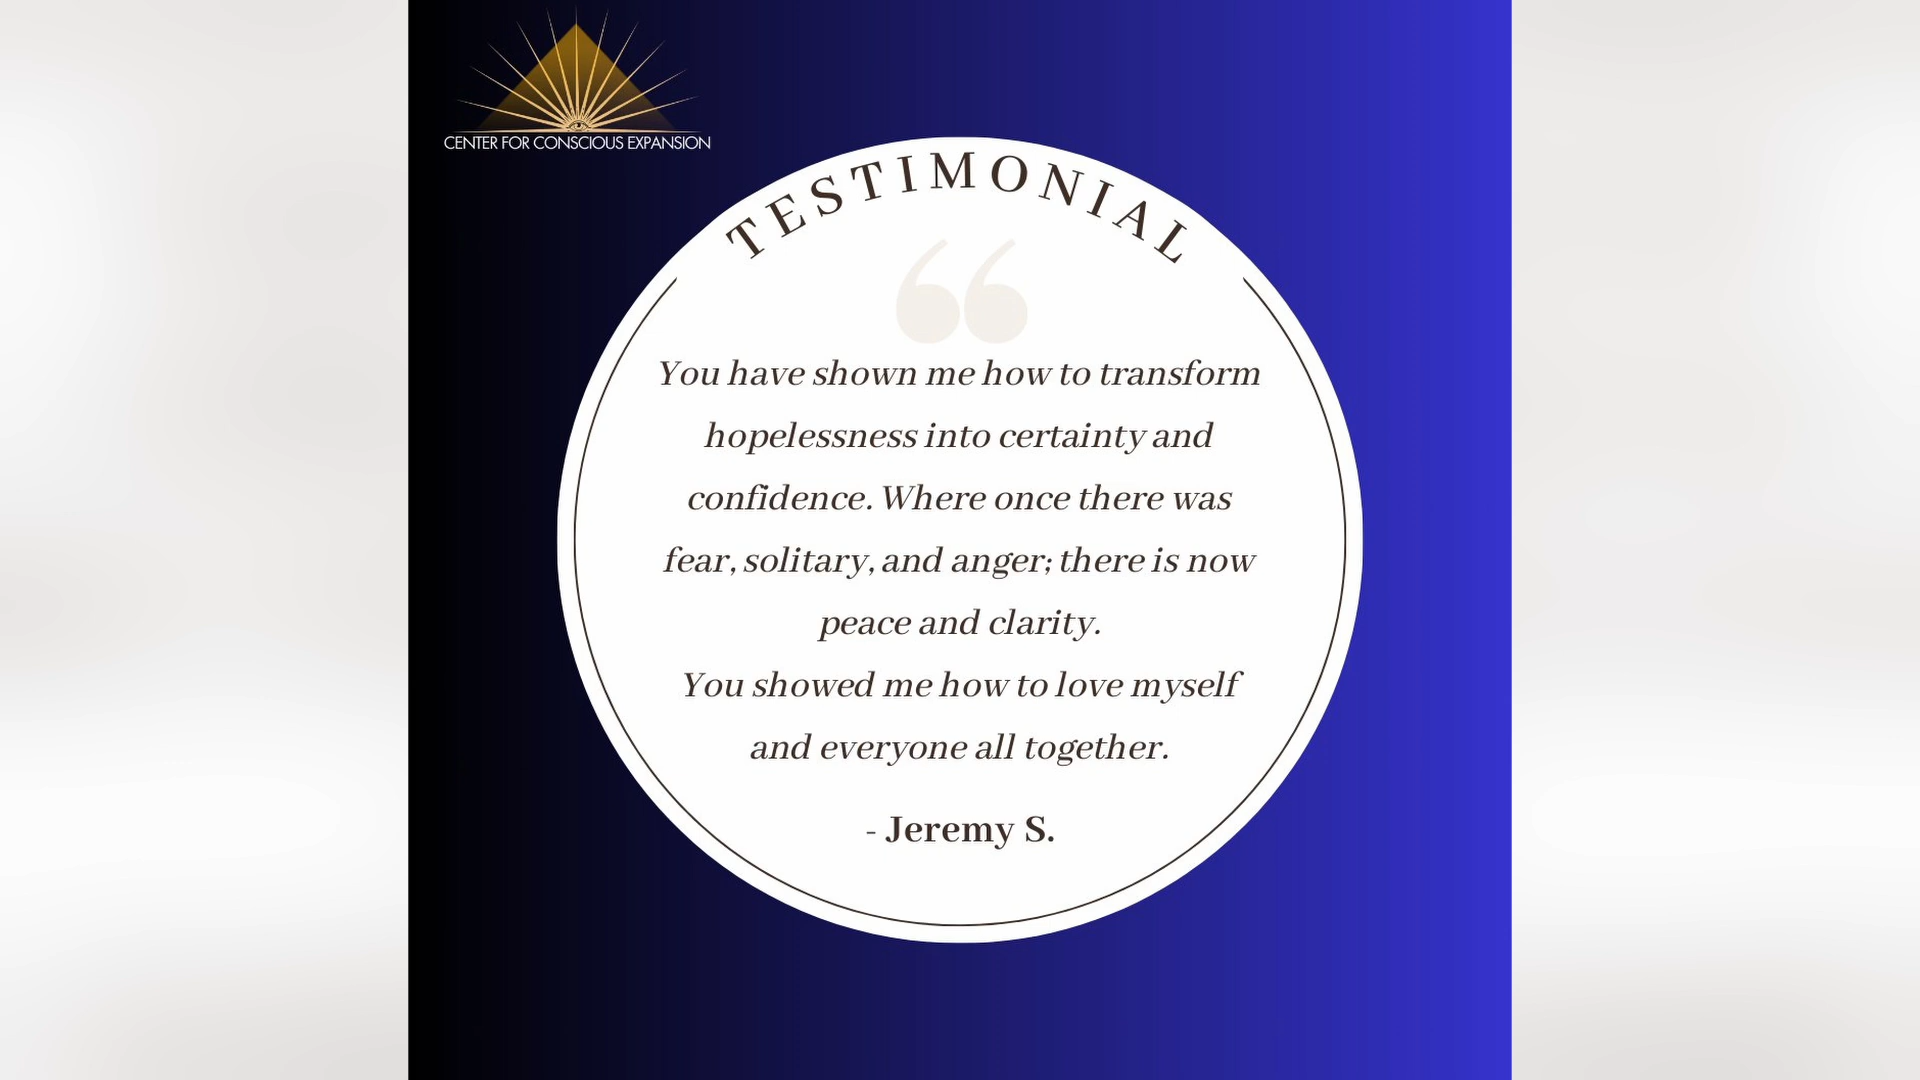 CENTER FOR CONSCIOUS EXPANSION
TESTIMONIAL
“
You have shown me how to transform
hopelessness into certainty and
confidence. Where once there was
fear, solitary, and anger; there is now
peace and clarity.
You showed me how to love myself
and everyone all together.
- Jeremy S.